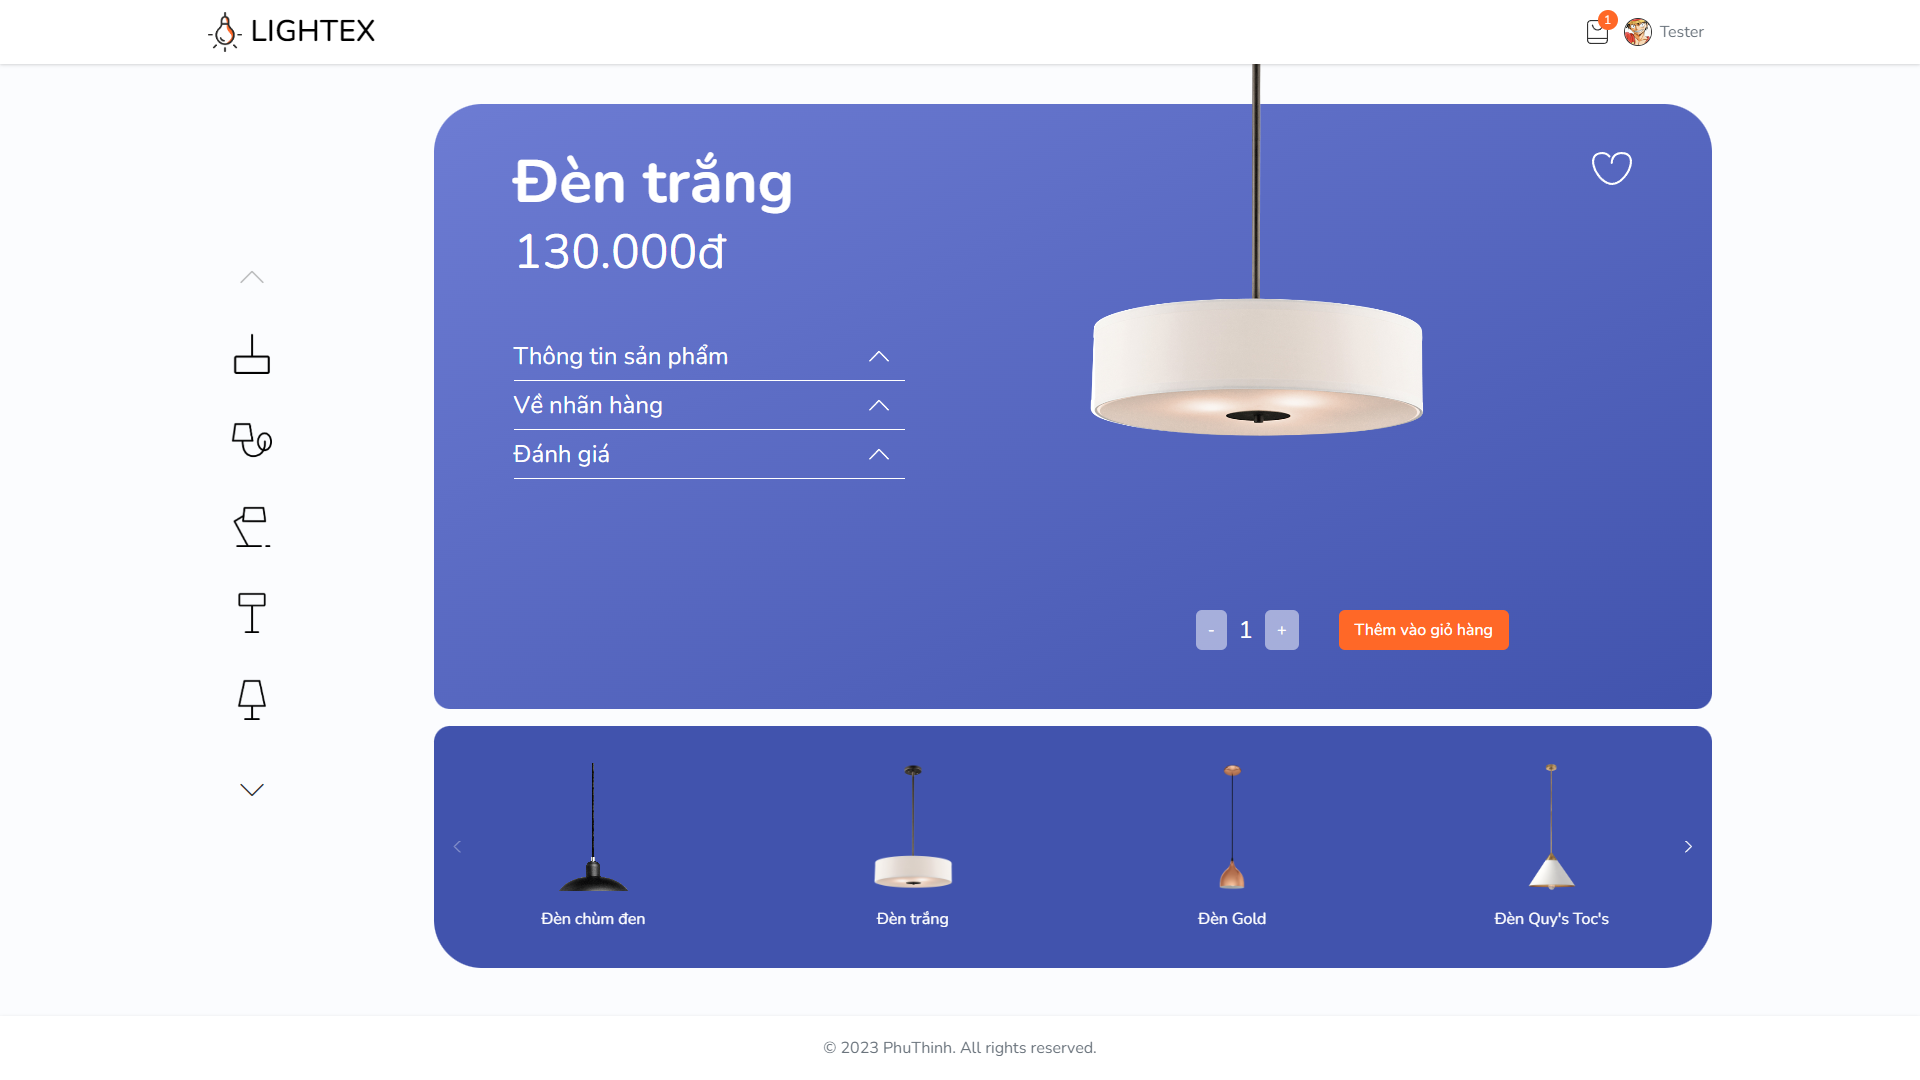 LIGHTEX
1
Tester
Đèn trắng
130.000đ
Thông tin sản phẩm
Về nhãn hàng
Đánh giá
- 1 +
Thêm vào giỏ hàng
Đèn chùm đen
Đèn trắng
Đèn Gold
Đèn Quy's Toc's
© 2023 PhuThinh. All rights reserved.